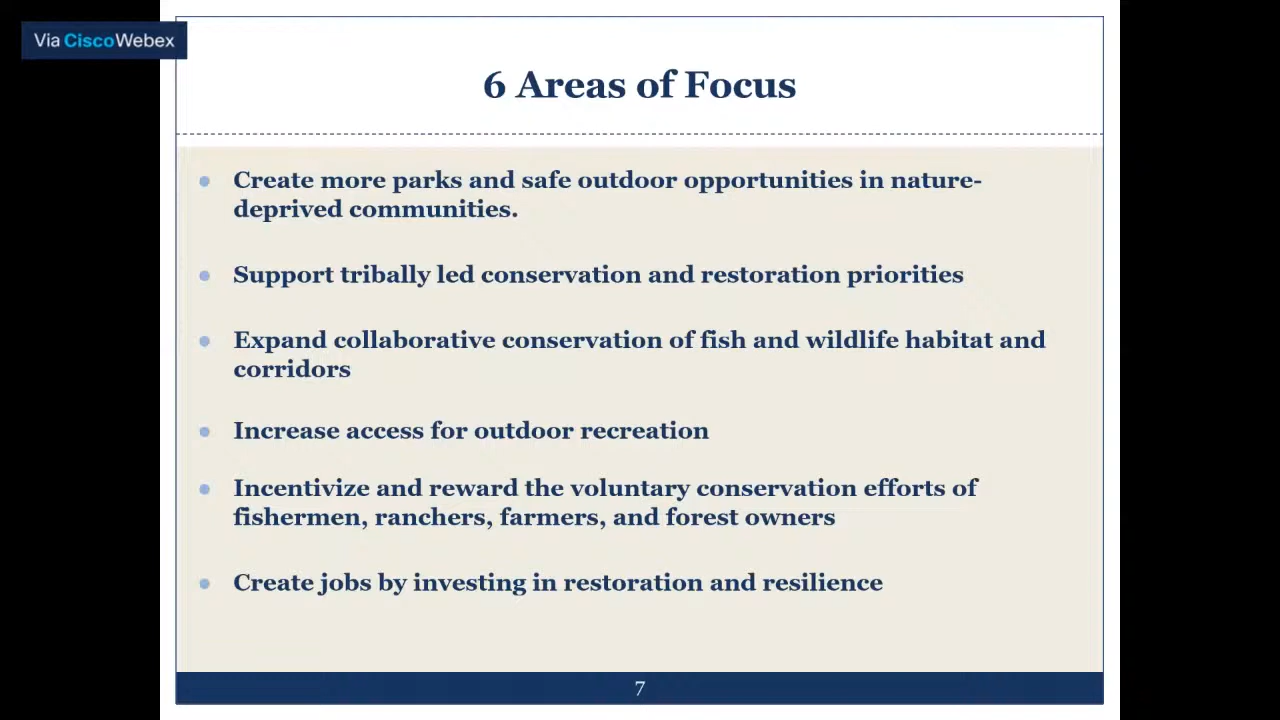 Via CiscoWebex
6 Areas of Focus
Create more parks and safe outdoor opportunities in nature-
deprived communities.
Support tribally led conservation and restoration priorities
Expand collaborative conservation of fish and wildlife habitat and
corridors
Increase access for outdoor recreation
Incentivize and reward the voluntary conservation efforts of
fishermen, ranchers, farmers, and forest owners
Create jobs by investing in restoration and resilience
7